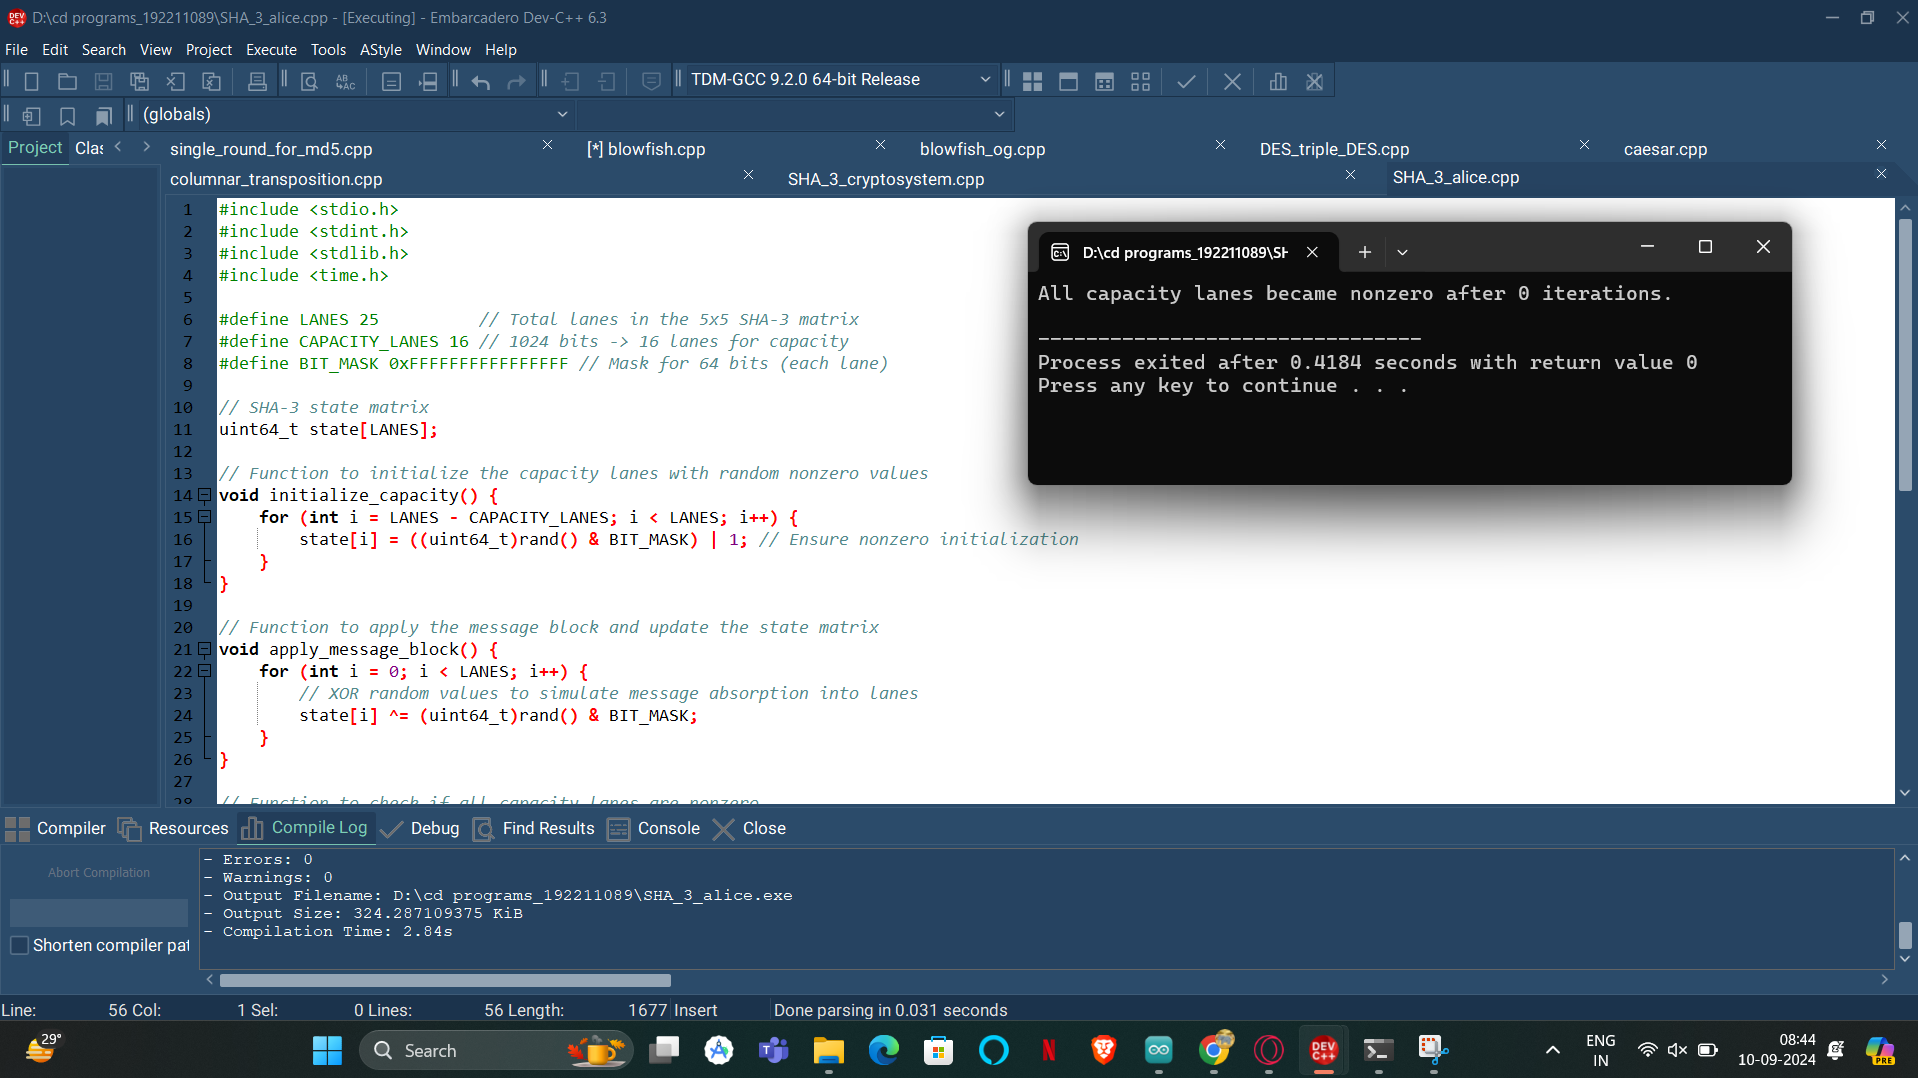 D:\cd programs_192211089\SHA_3_alice.cpp - [Executing] - Embarcadero Dev-C++ 6.3
File Edit Search View Project Execute Tools AStyle Window Help
TDM-GCC 9.2.0 64-bit Release
(globals)
Project Clas
single_round_for_md5.cpp [*] blowfish.cpp blowfish_og.cpp DES_triple_DES.cpp caesar.cpp
columnar_transposition.cpp SHA_3_cryptosystem.cpp SHA_3_alice.cpp
1 #include <stdio.h>
2 #include <stdint.h>
3 #include <stdlib.h>
4 #include <time.h>
5
6 #define LANES 25 // Total lanes in the 5x5 SHA-3 matrix
7 #define CAPACITY_LANES 16 // 1024 bits -> 16 lanes for capacity
8 #define BIT_MASK 0xFFFFFFFFFFFFFFFF // Mask for 64 bits (each lane)
9
10 // SHA-3 state matrix
11 uint64_t state[LANES];
12
13 // Function to initialize the capacity lanes with random nonzero values
14 void initialize_capacity() {
15 for (int i = LANES - CAPACITY_LANES; i < LANES; i++) {
16 state[i] = ((uint64_t)rand() & BIT_MASK) | 1; // Ensure nonzero initialization
17 }
18 }
19
20 // Function to apply the message block and update the state matrix
21 void apply_message_block() {
22 for (int i = 0; i < LANES; i++) {
23 // XOR random values to simulate message absorption into lanes
24 state[i] ^= (uint64_t)rand() & BIT_MASK;
25 }
26 }
27
28 // Function to check if all capacity lanes are nonzero
D:\cd programs_192211089\SH
All capacity lanes became nonzero after 0 iterations.
--------------------------------
Process exited after 0.4184 seconds with return value 0
Press any key to continue . . .
Compiler Resources Compile Log Debug Find Results Console Close
Abort Compilation
Shorten compiler pat
- Errors: 0
- Warnings: 0
- Output Filename: D:\cd programs_192211089\SHA_3_alice.exe
- Output Size: 324.287109375 KiB
- Compilation Time: 2.84s
Line: 56 Col: 1 Sel: 0 Lines: 56 Length: 1677 Insert Done parsing in 0.031 seconds
29°
Search
DEV C++
ENG
IN
08:44
10-09-2024
PRE